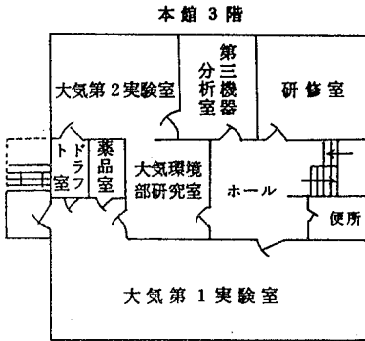 本館3階
大気第2実験室
第三機器
分析室
研修室
ドラフ
ト室
薬品室
大気環境
部研究室
ホール
便所
大気第1実験室